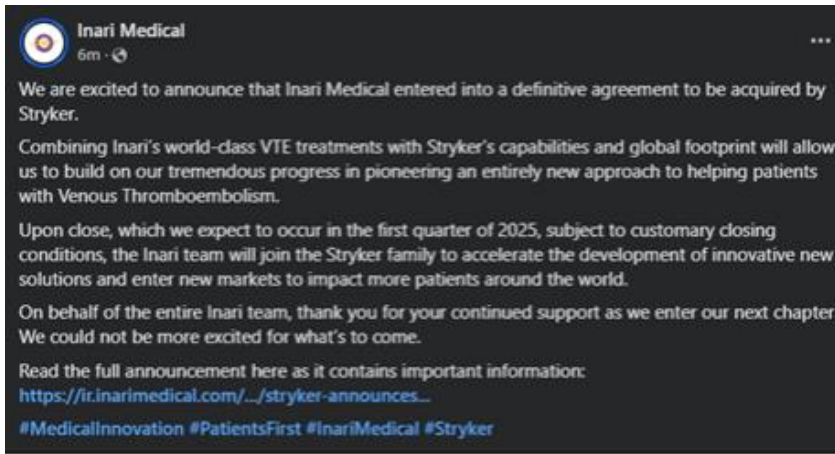 Inari Medical
6m ·
We are excited to announce that Inari Medical entered into a definitive agreement to be acquired by
Stryker.
Combining Inari's world-class VTE treatments with Stryker's capabilities and global footprint will allow
us to build on our tremendous progress in pioneering an entirely new approach to helping patients
with Venous Thromboembolism.
Upon close, which we expect to occur in the first quarter of 2025, subject to customary closing
conditions, the Inari team will join the Stryker family to accelerate the development of innovative new
solutions and enter new markets to impact more patients around the world.
On behalf of the entire Inari team, thank you for your continued support as we enter our next chapter
We could not be more excited for what's to come.
Read the full announcement here as it contains important information:
https://ir.inarimedical.com/.../stryker-announces...
#MedicalInnovation #PatientsFirst #InariMedical #Stryker